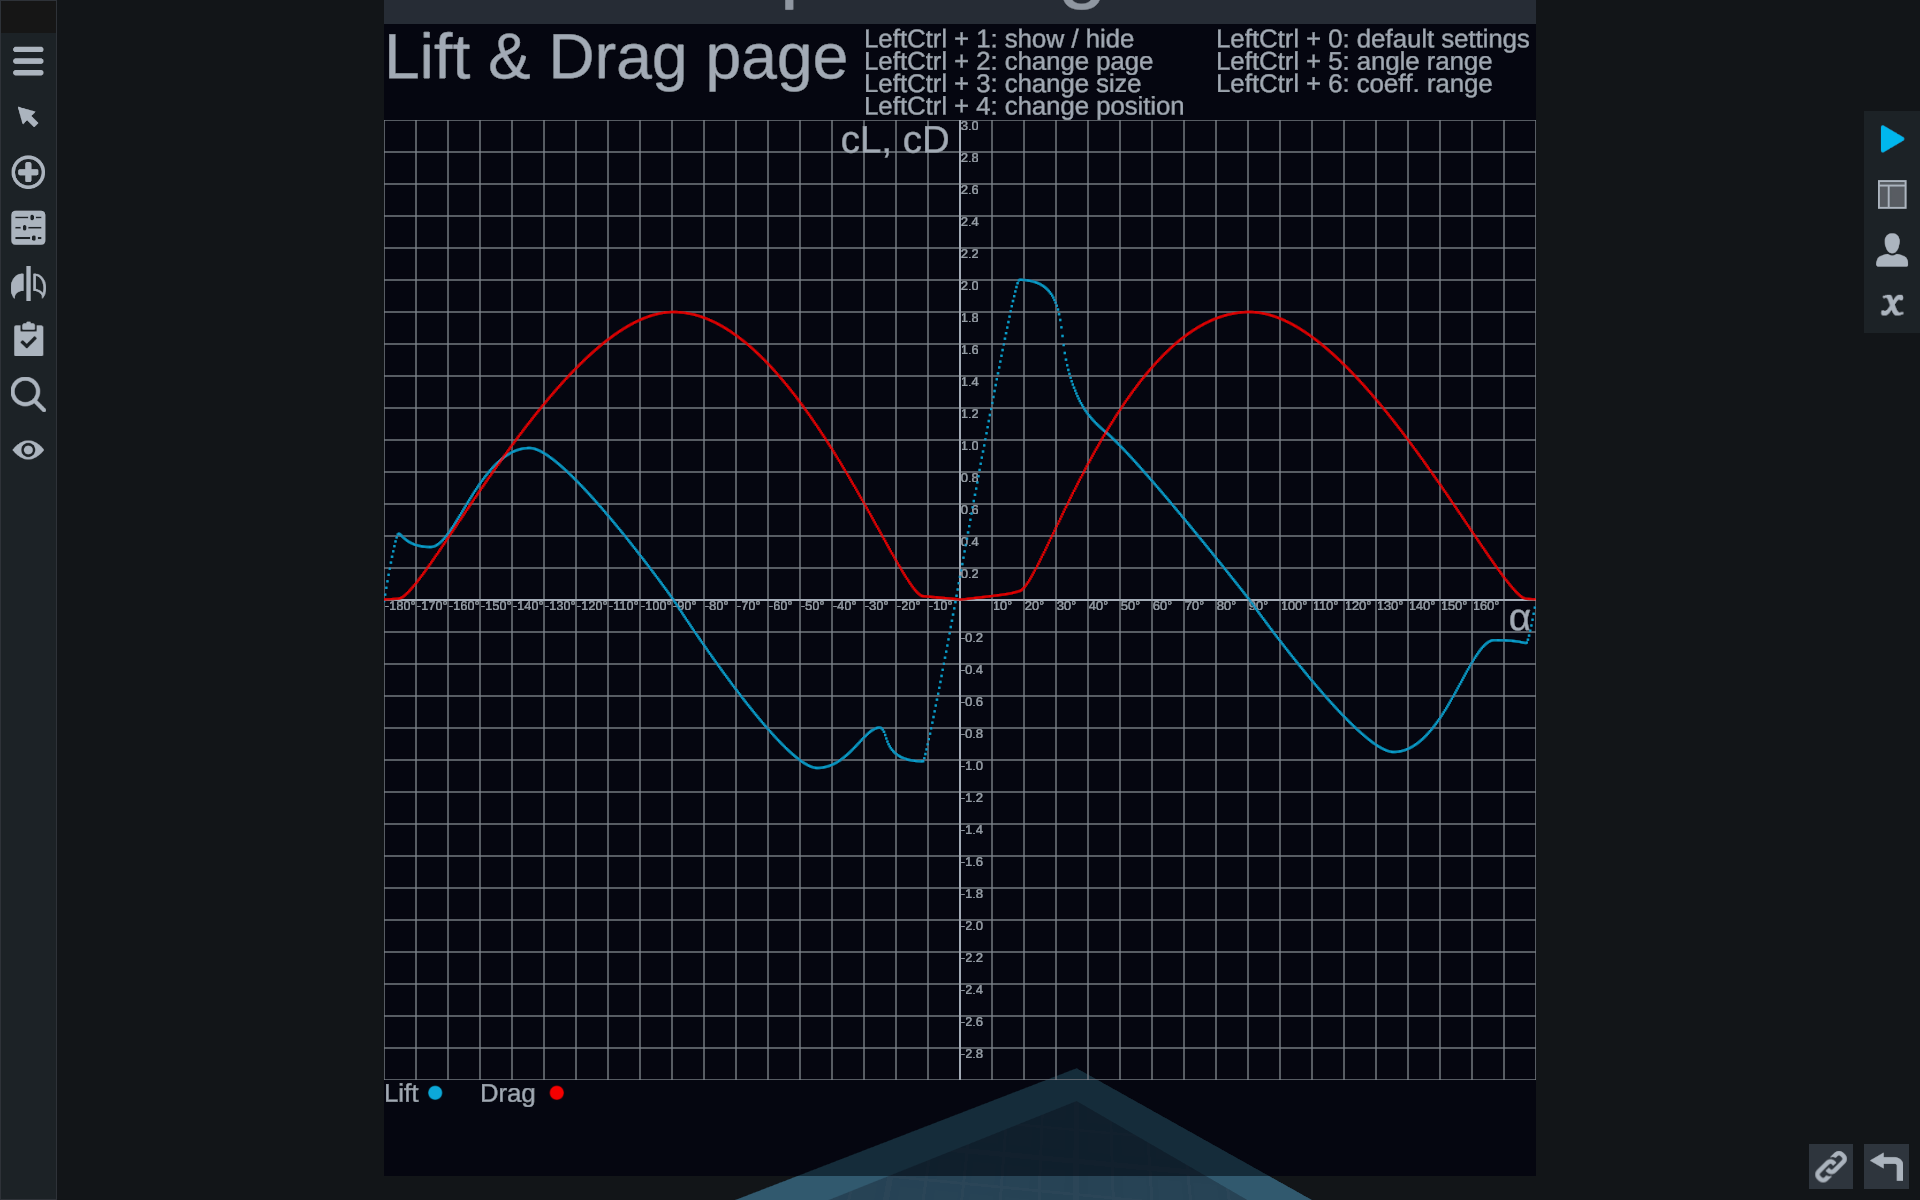 Lift & Drag page
LeftCtrl + 1: show / hide
LeftCtrl + 2: change page
LeftCtrl + 3: change size
LeftCtrl + 4: change position
LeftCtrl + 0: default settings
LeftCtrl + 5: angle range
LeftCtrl + 6: coeff. range
cL, cD
3.0
2.8
2.6
2.4
2.2
2.0
1.8
1.6
1.4
1.2
1.0
0.8
0.6
0.4
0.2
-180° -170° -160° -150° -140° -130° -120° -110° -100° -90° -80° -70° -60° -50° -40° -30° -20° -10° 10° 20° 30° 40° 50° 60° 70° 80° 90° 100° 110° 120° 130° 140° 150° 160°
α
-0.2
-0.4
-0.6
-0.8
-1.0
-1.2
-1.4
-1.6
-1.8
-2.0
-2.2
-2.4
-2.6
-2.8
Lift Drag